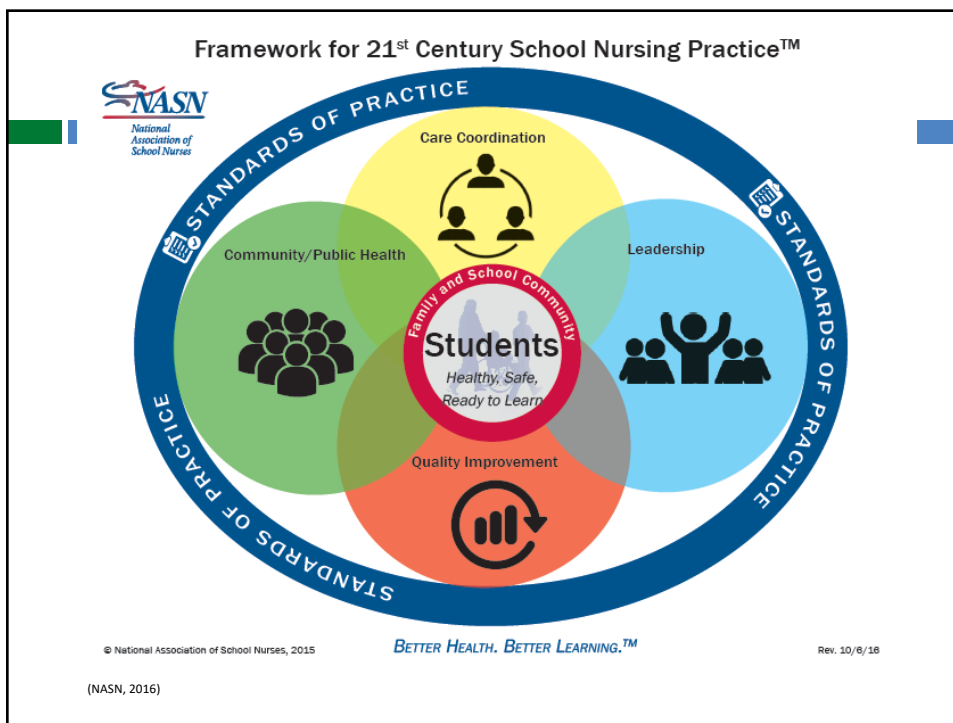 Framework for 21st Century School Nursing Practice™
NASN
National
Association of
School Nurses
STANDARDS OF PRACTICE
STANDARDS OF PRACTICE
STANDARDS OF PRACTICE
Care Coordination
Community/Public Health
Leadership
Family and School Community
Students
Healthy, Safe,
Ready to Learn
Quality Improvement
© National Association of School Nurses, 2015
BETTER HEALTH. BETTER LEARNING.™
Rev. 10/6/16
(NASN, 2016)